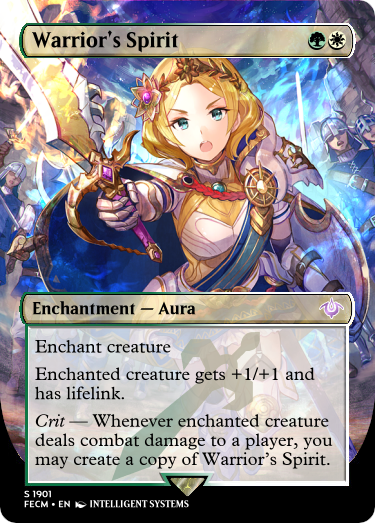 Warrior's Spirit
Enchantment — Aura
Enchant creature
Enchanted creature gets +1/+1 and
has lifelink.
Crit — Whenever enchanted creature
deals combat damage to a player, you
may create a copy of Warrior's Spirit.
S 1901
FECM • EN INTELLIGENT SYSTEMS